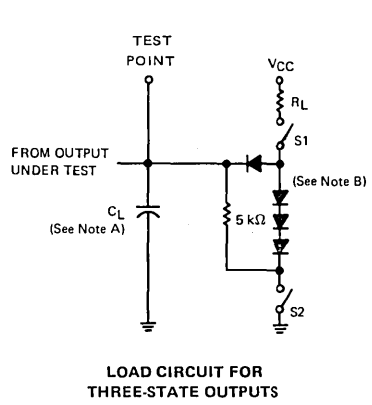 TEST
POINT
VCC
RL
S1
FROM OUTPUT
UNDER TEST
(See Note B)
CL
(See Note A)
5 kΩ
S2
LOAD CIRCUIT FOR
THREE-STATE OUTPUTS